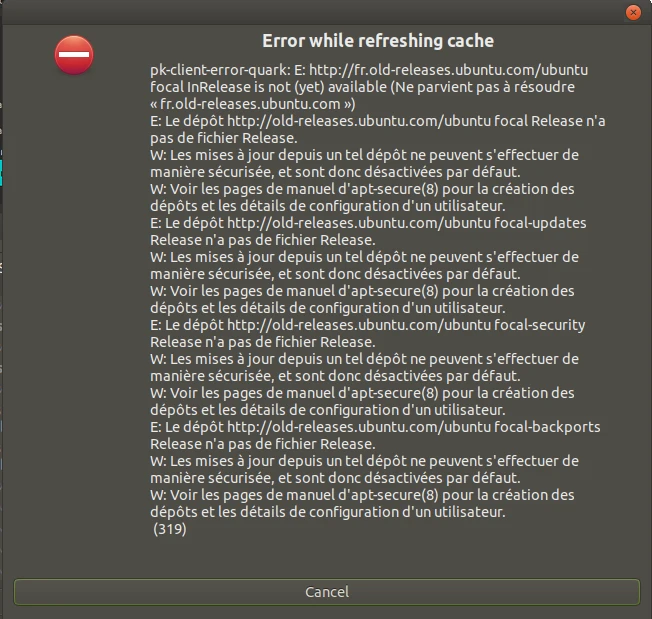 Error while refreshing cache
pk-client-error-quark: E: http://fr.old-releases.ubuntu.com/ubuntu
focal InRelease is not (yet) available (Ne parvient pas à résoudre
« fr.old-releases.ubuntu.com »)
E: Le dépôt http://old-releases.ubuntu.com/ubuntu focal Release n'a
pas de fichier Release.
W: Les mises à jour depuis un tel dépôt ne peuvent s'effectuer de
manière sécurisée, et sont donc désactivées par défaut.
W: Voir les pages de manuel d'apt-secure(8) pour la création des
dépôts et les détails de configuration d'un utilisateur.
E: Le dépôt http://old-releases.ubuntu.com/ubuntu focal-updates
Release n'a pas de fichier Release.
W: Les mises à jour depuis un tel dépôt ne peuvent s'effectuer de
manière sécurisée, et sont donc désactivées par défaut.
W: Voir les pages de manuel d'apt-secure(8) pour la création des
dépôts et les détails de configuration d'un utilisateur.
E: Le dépôt http://old-releases.ubuntu.com/ubuntu focal-security
Release n'a pas de fichier Release.
W: Les mises à jour depuis un tel dépôt ne peuvent s'effectuer de
manière sécurisée, et sont donc désactivées par défaut.
W: Voir les pages de manuel d'apt-secure(8) pour la création des
dépôts et les détails de configuration d'un utilisateur.
E: Le dépôt http://old-releases.ubuntu.com/ubuntu focal-backports
Release n'a pas de fichier Release.
W: Les mises à jour depuis un tel dépôt ne peuvent s'effectuer de
manière sécurisée, et sont donc désactivées par défaut.
W: Voir les pages de manuel d'apt-secure(8) pour la création des
dépôts et les détails de configuration d'un utilisateur.
(319)
Cancel